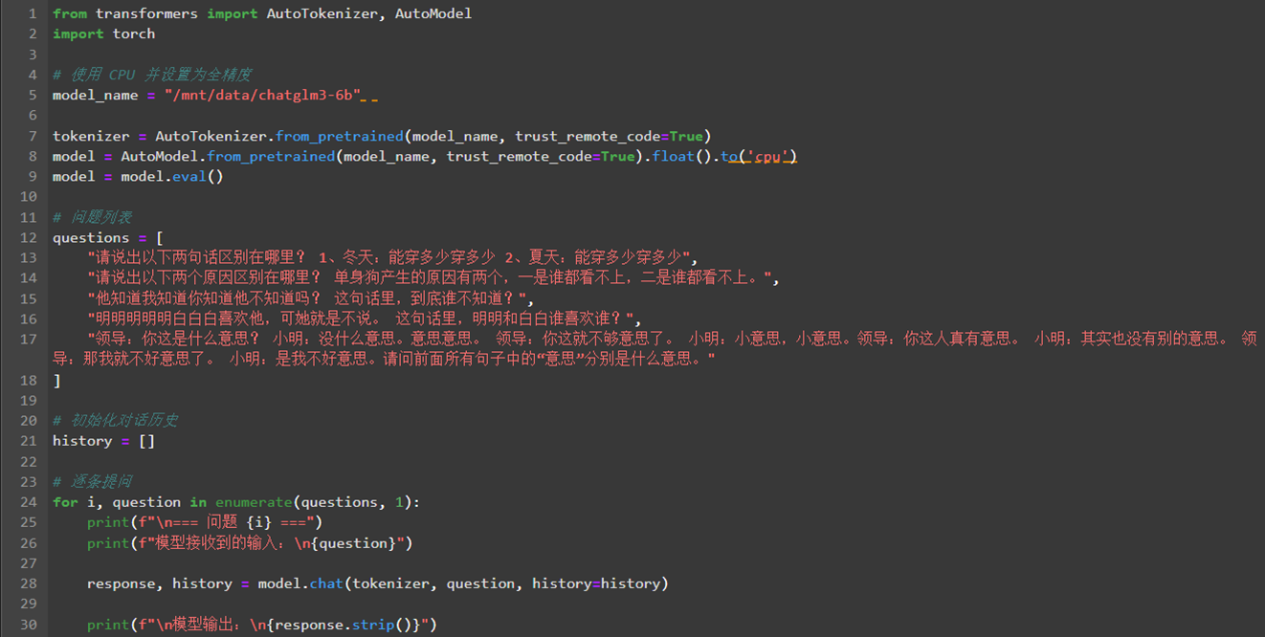 1 from transformers import AutoTokenizer, AutoModel
2 import torch
3
4 # 使用 CPU 并设置为全精度
5 model_name = "/mnt/data/chatglm3-6b"
6
7 tokenizer = AutoTokenizer.from_pretrained(model_name, trust_remote_code=True)
8 model = AutoModel.from_pretrained(model_name, trust_remote_code=True).float().to('cpu')
9 model = model.eval()
10
11 # 问题列表
12 questions = [
13     "请说出以下两句话区别在哪里？ 1、冬天：能穿多少穿多少 2、夏天：能穿多少穿多少",
14     "请说出以下两个原因区别在哪里？ 单身狗产生的原因有两个，一是谁都看不上，二是谁都看不上。",
15     "他知道我知道你知道他不知道吗？ 这句话里，到底谁不知道？",
16     "明明明明明白白白喜欢他，可她就是不说。 这句话里，明明和白白谁喜欢谁？",
17     "领导：你这是什么意思？ 小明：没什么意思。意思意思。 领导：你这就不够意思了。 小明：小意思，小意思。领导：你这人真有意思。 小明：其实也没有别的意思。 领
导：那我就不好意思了。 小明：是我不好意思。请问前面所有句子中的“意思”分别是什么意思。"
18 ]
19
20 # 初始化对话历史
21 history = []
22
23 # 逐条提问
24 for i, question in enumerate(questions, 1):
25     print(f"\n=== 问题 {i} ===")
26     print(f"模型接收到的输入：\n{question}")
27
28     response, history = model.chat(tokenizer, question, history=history)
29
30     print(f"\n模型输出：\n{response.strip()}")